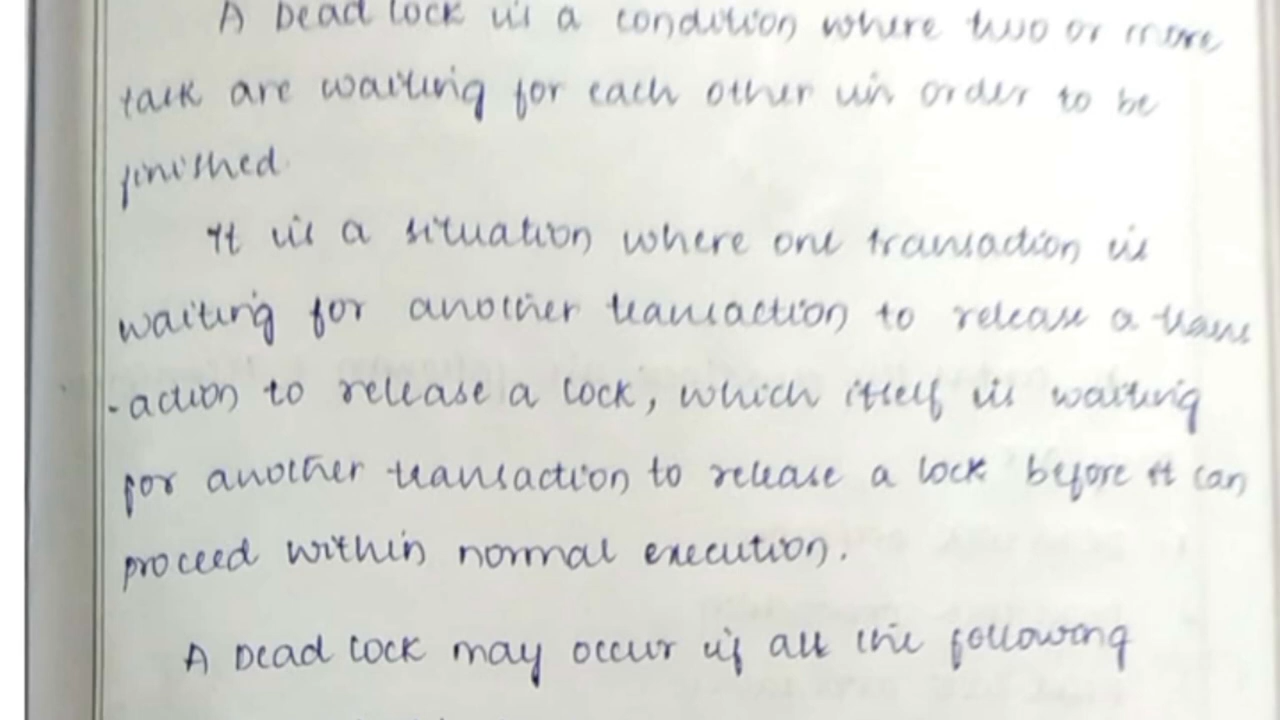 A Dead lock is a condition where two or more
task are waiting for each other in order to be
finished.
It is a situation where one transaction is
waiting for another transaction to release a trans
-action to release a lock, which itself is waiting
for another transaction to release a lock before it can
proceed within normal execution.
A Dead lock may occur if all the following